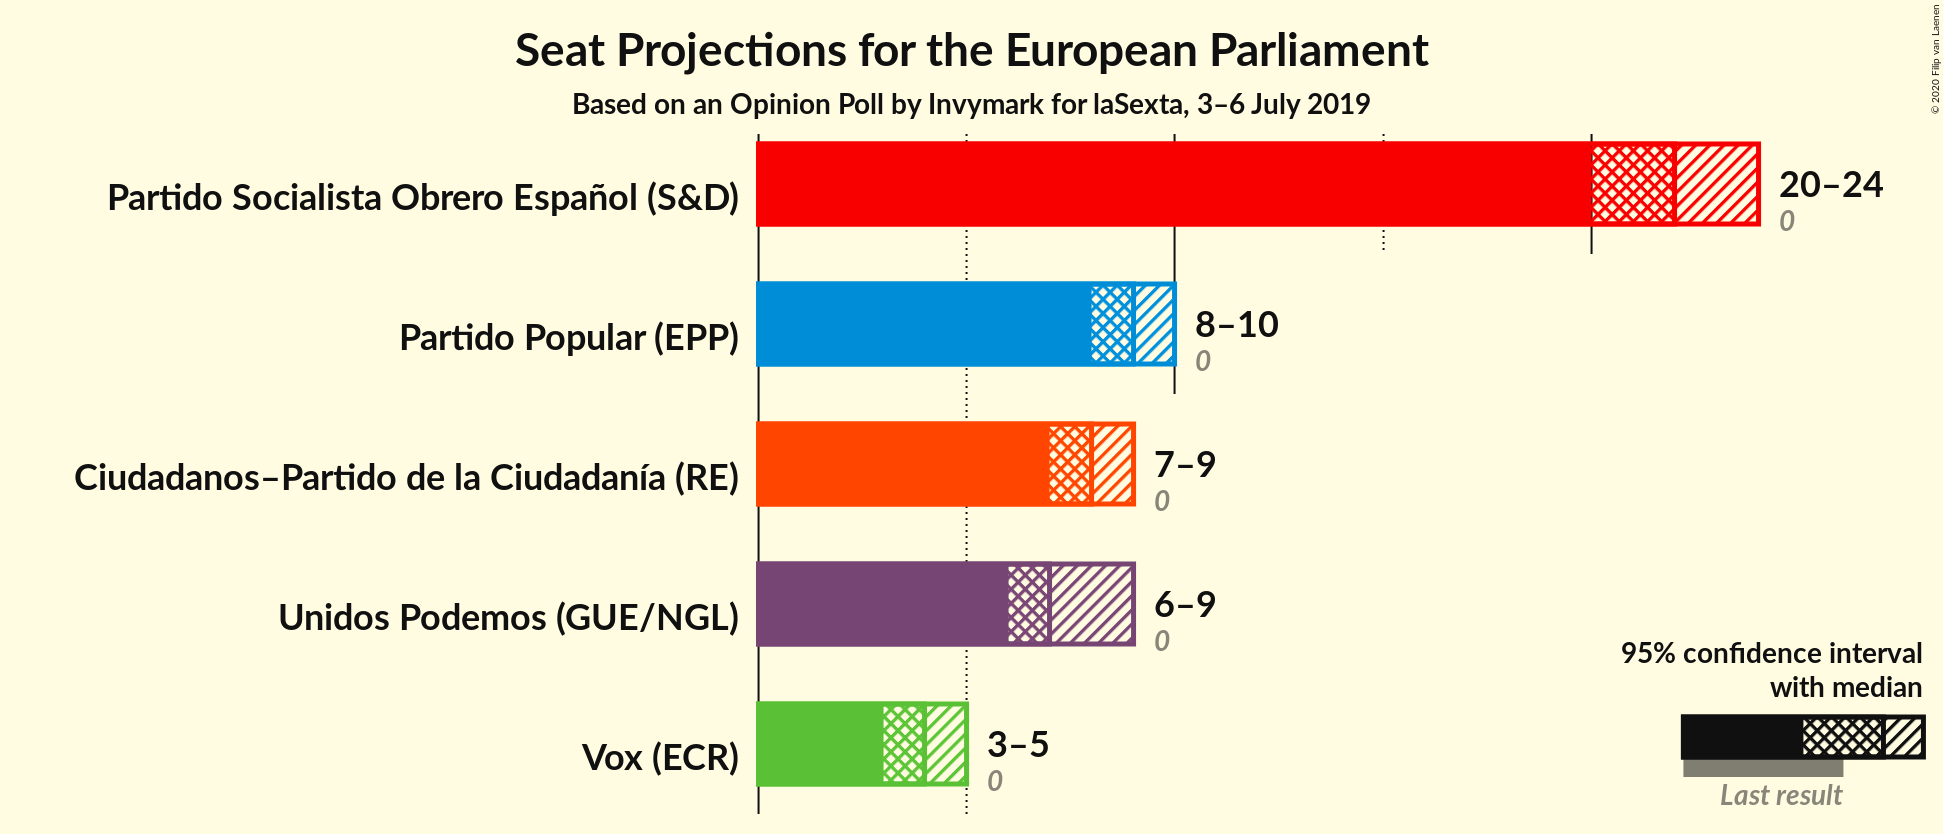 Seat Projections for the European Parliament
Based on an Opinion Poll by Invymark for laSexta, 3–6 July 2019
© 2020 Filip van Laenen
Partido Socialista Obrero Español (S&D)
20–24
0
Partido Popular (EPP)
8–10
0
Ciudadanos–Partido de la Ciudadanía (RE)
7–9
0
Unidos Podemos (GUE/NGL)
6–9
0
Vox (ECR)
3–5
0
95% confidence interval
with median
Last result